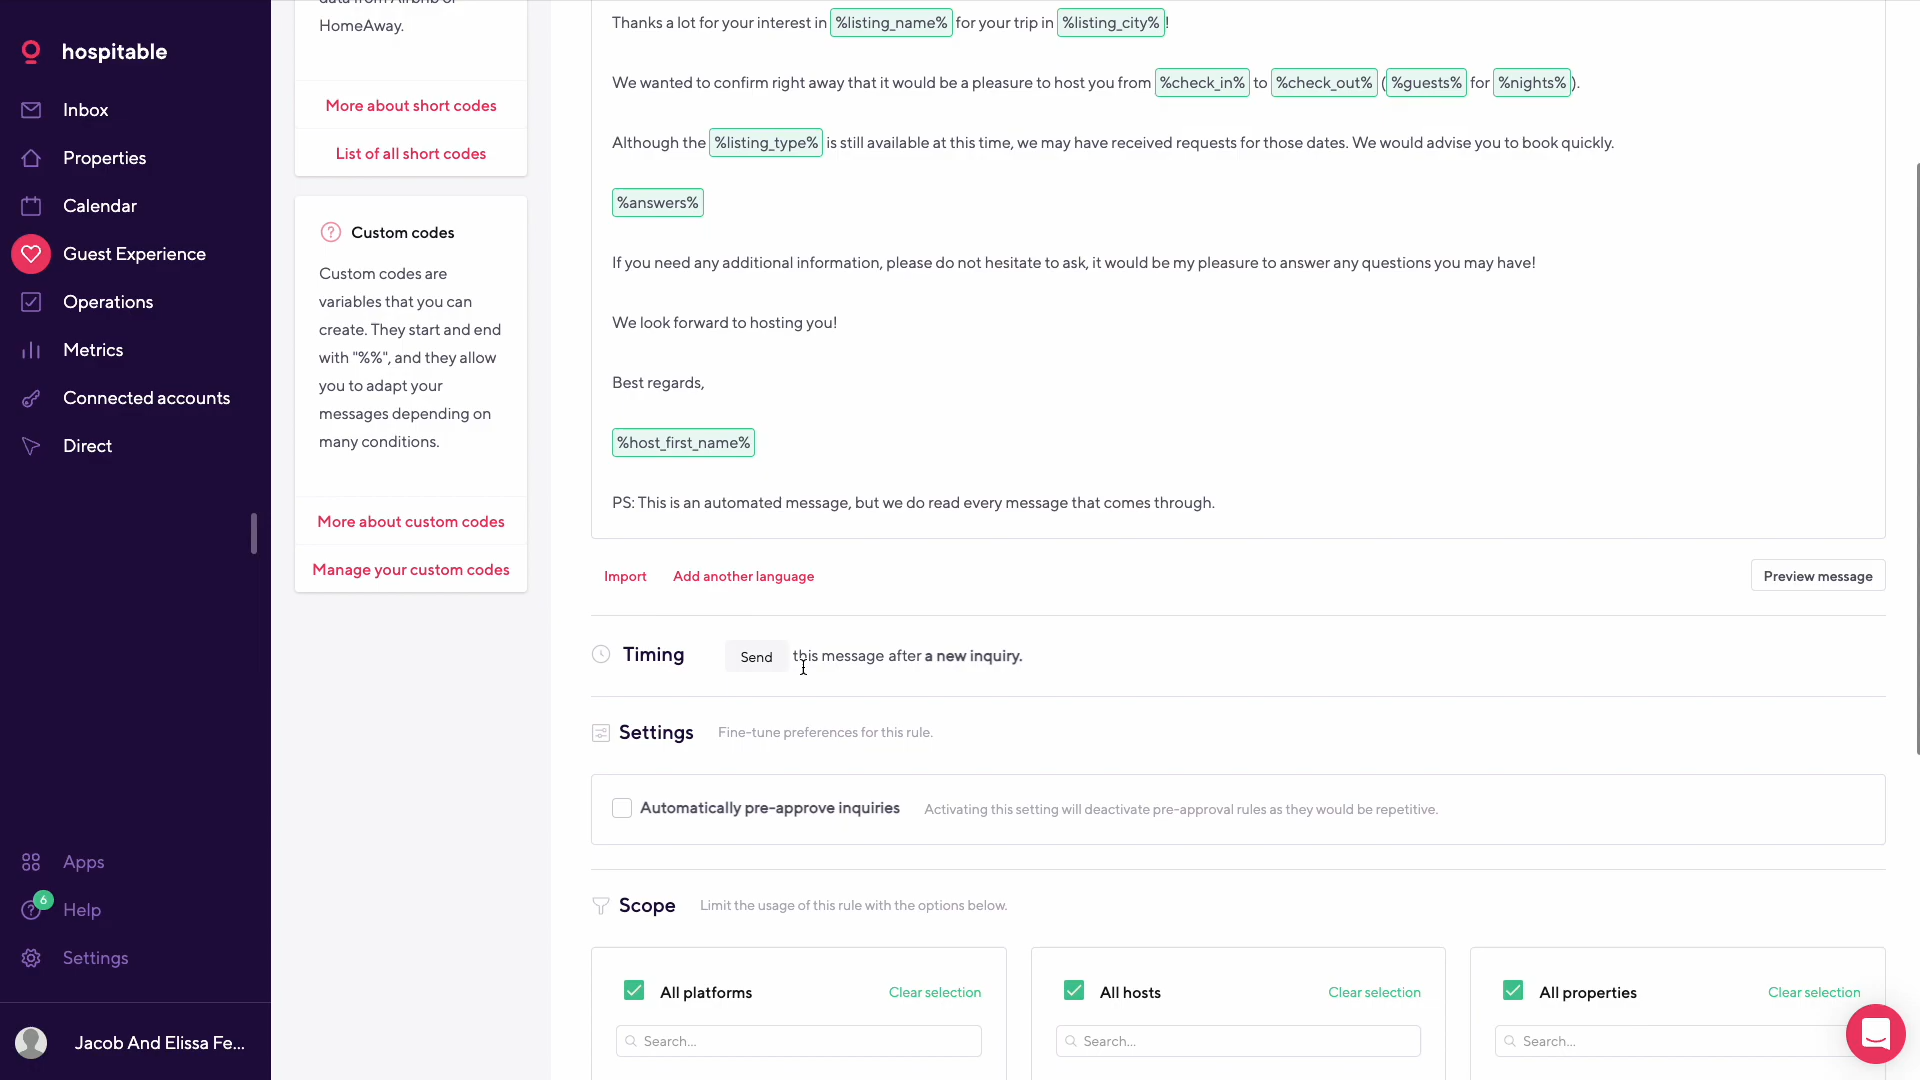 hospitable
Inbox
Properties
Calendar
Guest Experience
Operations
Metrics
Connected accounts
Direct
Apps
6
Help
Settings
Jacob And Elissa Fe...
HomeAway.
More about short codes
List of all short codes
Custom codes
Custom codes are
variables that you can
create. They start and end
with "%%", and they allow
you to adapt your
messages depending on
many conditions.
More about custom codes
Manage your custom codes
Thanks a lot for your interest in %listing_name% for your trip in %listing_city%!
We wanted to confirm right away that it would be a pleasure to host you from %check_in% to %check_out% (%guests% for %nights%).
Although the %listing_type% is still available at this time, we may have received requests for those dates. We would advise you to book quickly.
%answers%
If you need any additional information, please do not hesitate to ask, it would be my pleasure to answer any questions you may have!
We look forward to hosting you!
Best regards,
%host_first_name%
PS: This is an automated message, but we do read every message that comes through.
Import Add another language Preview message
Timing Send this message after a new inquiry.
Settings Fine-tune preferences for this rule.
Automatically pre-approve inquiries Activating this setting will deactivate pre-approval rules as they would be repetitive.
Scope Limit the usage of this rule with the options below.
All platforms Clear selection
Search...
All hosts Clear selection
Search...
All properties Clear selection
Search...